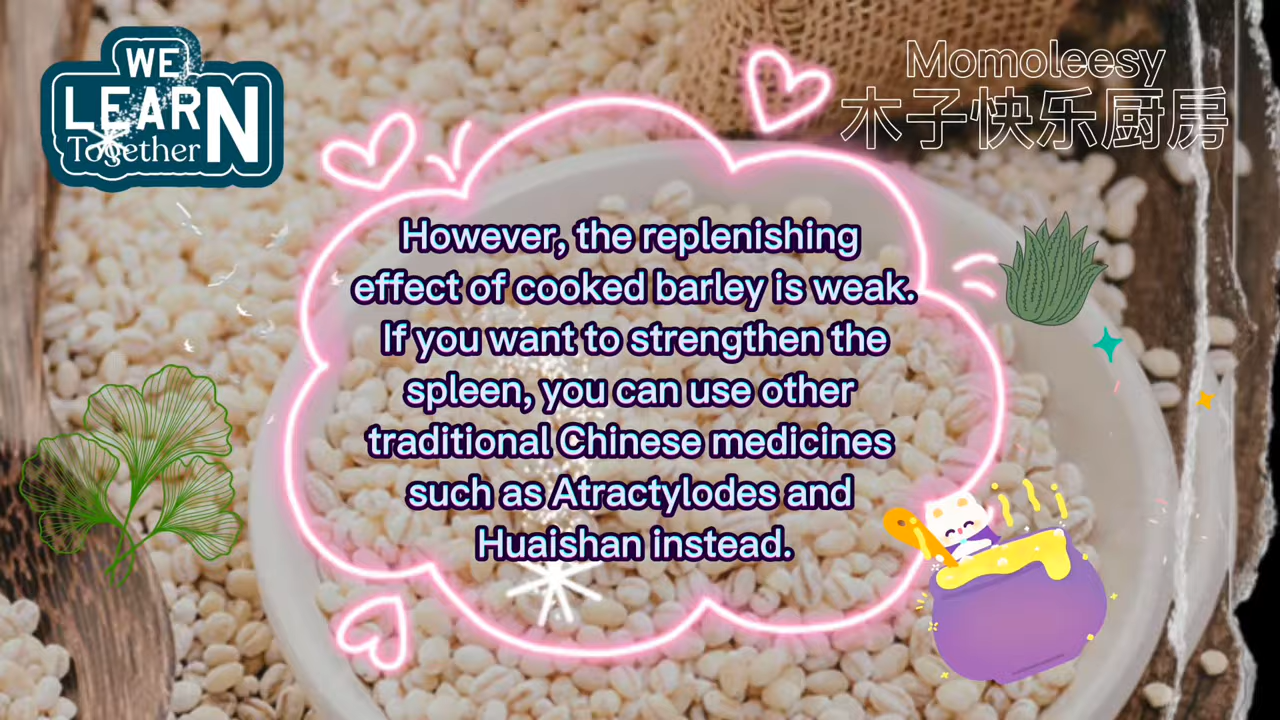 WE
LEARN
Together
Momoleesy
木子快乐厨房
However, the replenishing
effect of cooked barley is weak.
If you want to strengthen the
spleen, you can use other
traditional Chinese medicines
such as Atractylodes and
Huaishan instead.